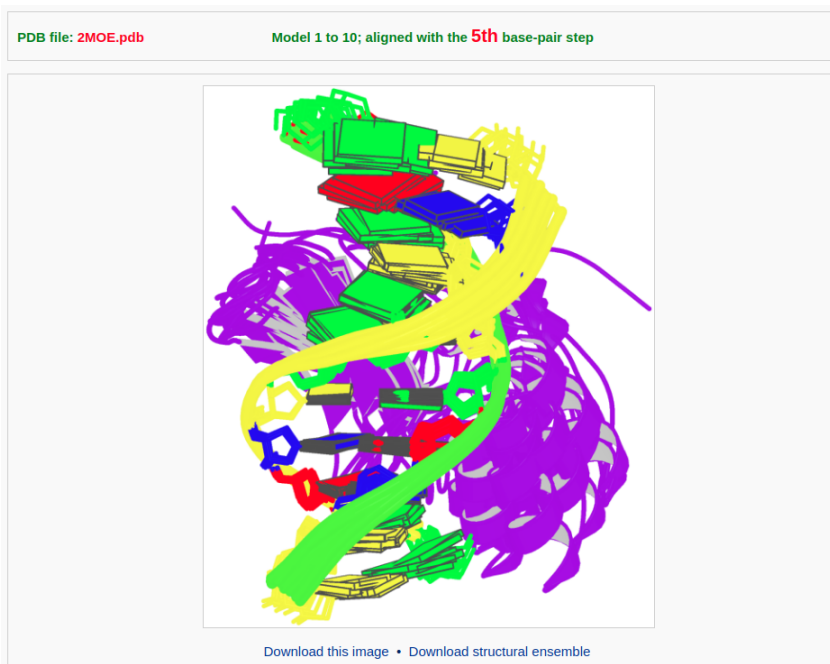 PDB file: 2MOE.pdb Model 1 to 10; aligned with the 5th base-pair step
Download this image • Download structural ensemble